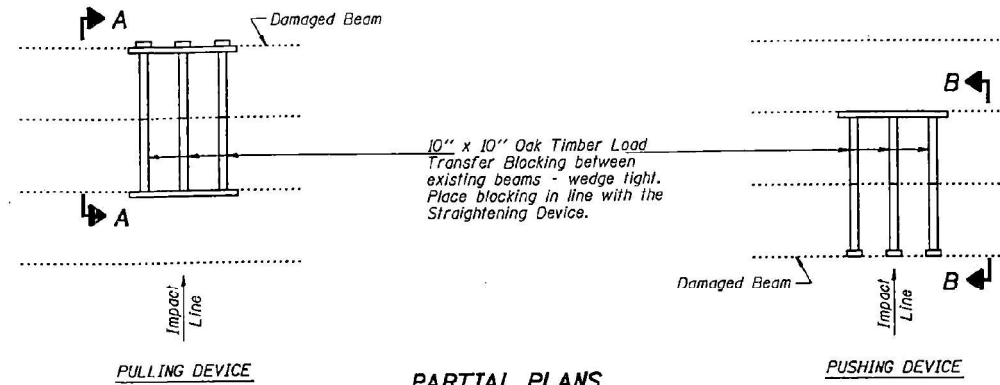 A
Damaged Beam
B
10" x 10" Oak Timber Load
Transfer Blocking between
existing beams - wedge tight.
Place blocking in line with the
Straightening Device.
A
Damaged Beam
B
Impact
Line
Impact
Line
PULLING DEVICE
PARTIAL PLANS
PUSHING DEVICE